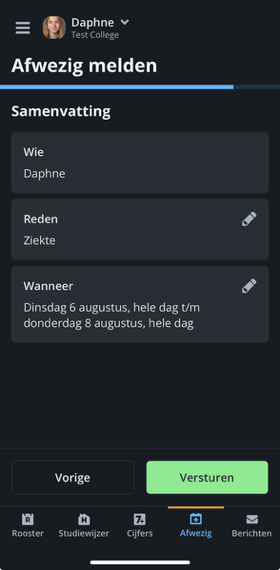 Daphne
Test College
Afwezig melden
Samenvatting
Wie
Daphne
Reden
Ziekte
Wanneer
Dinsdag 6 augustus, hele dag t/m
donderdag 8 augustus, hele dag
Vorige
Versturen
Rooster
Studiewijzer
Cijfers
Afwezig
Berichten